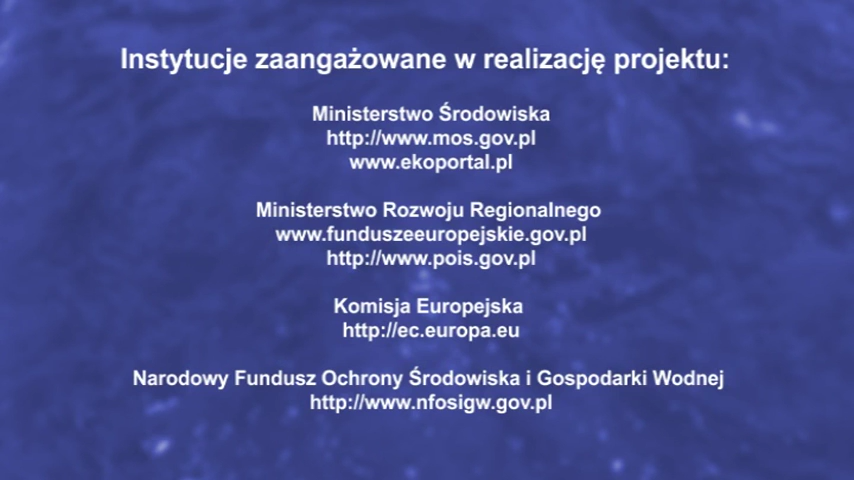 Instytucje zaangażowane w realizację projektu:
Ministerstwo Środowiska
http://www.mos.gov.pl
www.ekoportal.pl
Ministerstwo Rozwoju Regionalnego
www.funduszeeuropejskie.gov.pl
http://www.pois.gov.pl
Komisja Europejska
http://ec.europa.eu
Narodowy Fundusz Ochrony Środowiska i Gospodarki Wodnej
http://www.nfosigw.gov.pl